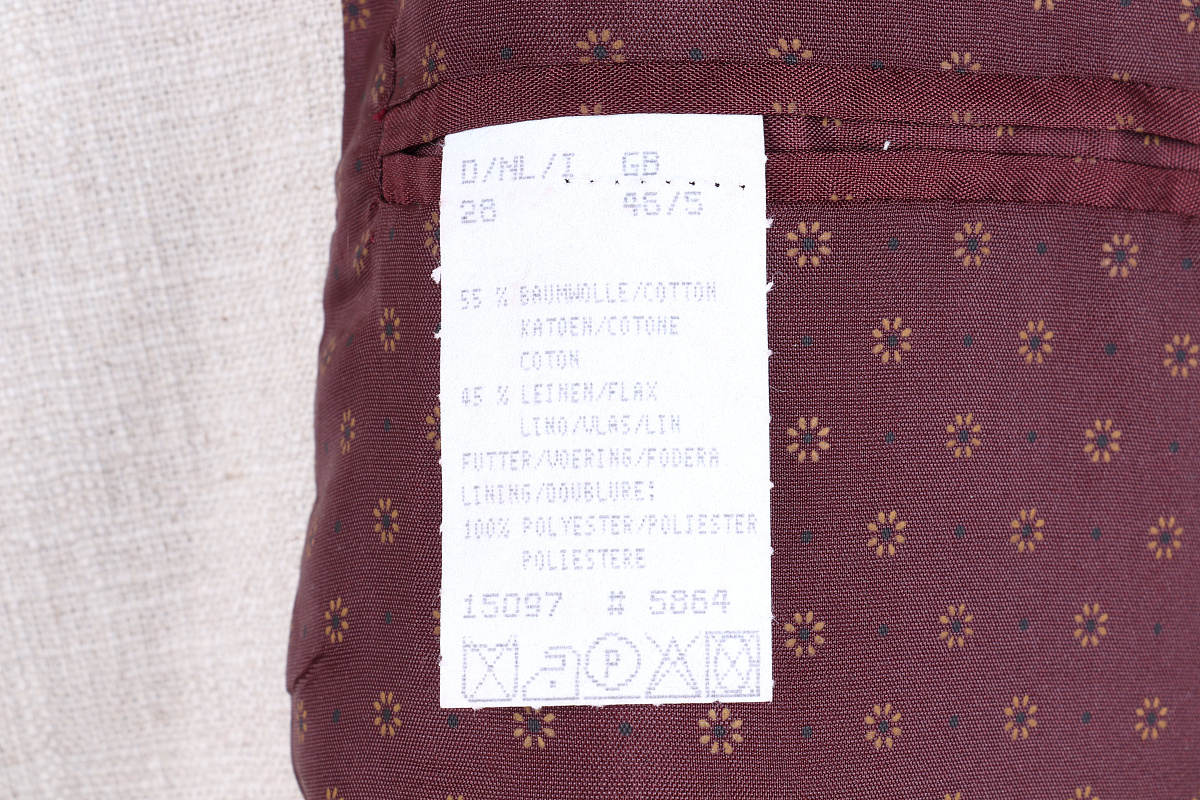 D/NL/I GB
28 46/S
55 % BAUMWOLLE/COTTON
KATOEN/COTONE
COTON
45 % LEINEN/FLAX
LINO/VLAS/LIN
FUTTER/VOERING/FODERA
LINING/DOUBLURE:
100% POLYESTER/POLIESTER
POLIESTERE
15097 # 5864
P